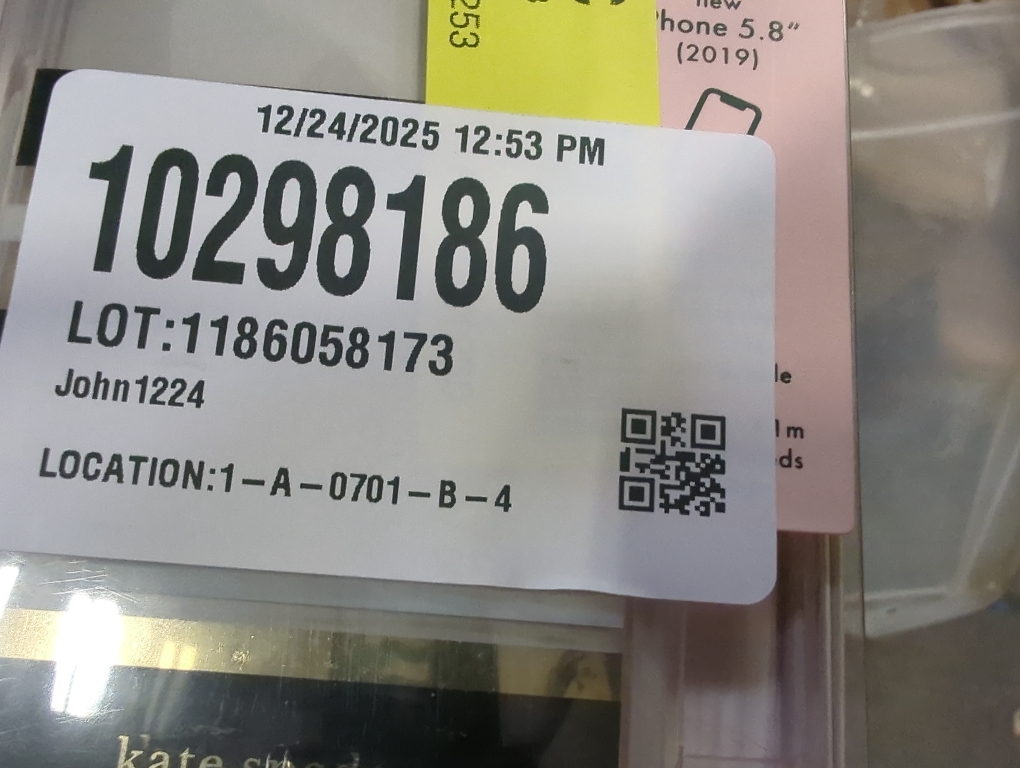 253
new
Phone 5.8"
(2019)
12/24/2025 12:53 PM
10298186
LOT:1186058173
John1224
LOCATION:1-A-0701-B-4
le
1m
ds
kate